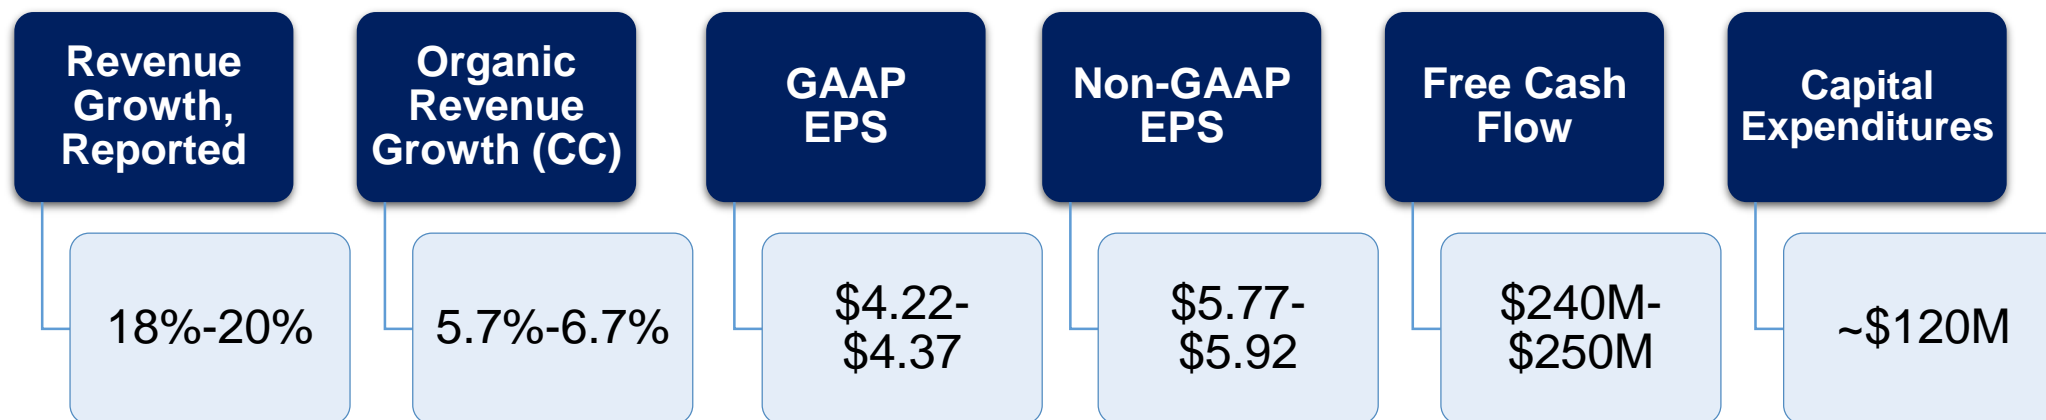 Revenue
Growth,
Reported
18%-20%
Organic
Revenue
Growth (CC)
5.7%-6.7%
GAAP
EPS
$4.22-
$4.37
Non-GAAP
EPS
$5.77-
$5.92
Free Cash
Flow
$240M-
$250M
Capital
Expenditures
~$120M